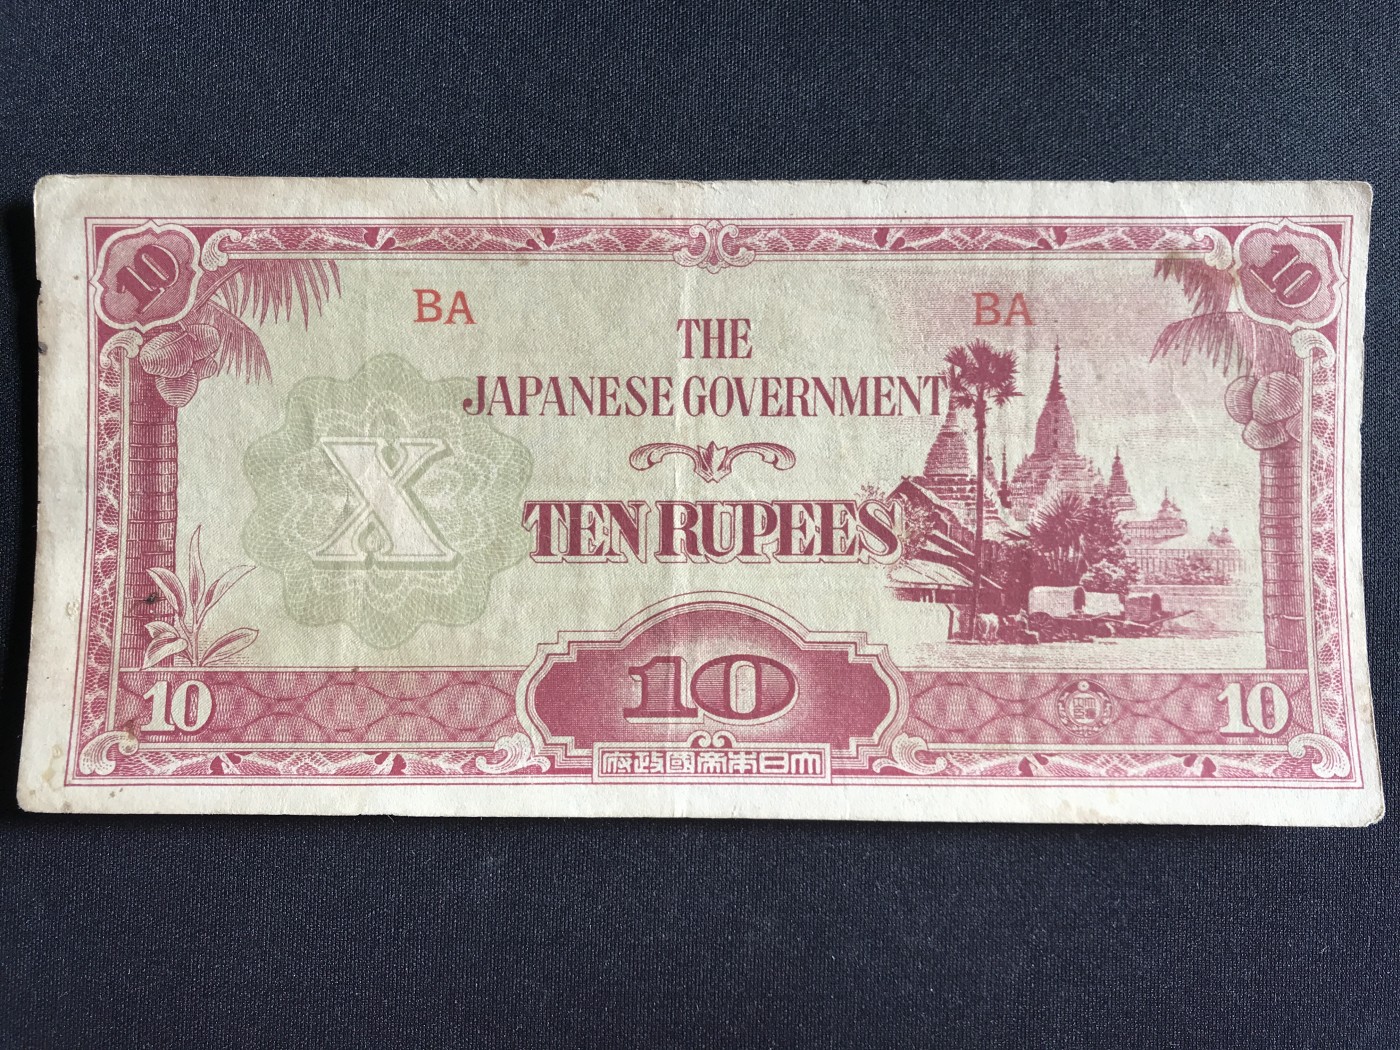 10 10
BA BA
THE
JAPANESE GOVERNMENT
X
TEN RUPEES
10 10 10
大日本帝國政府